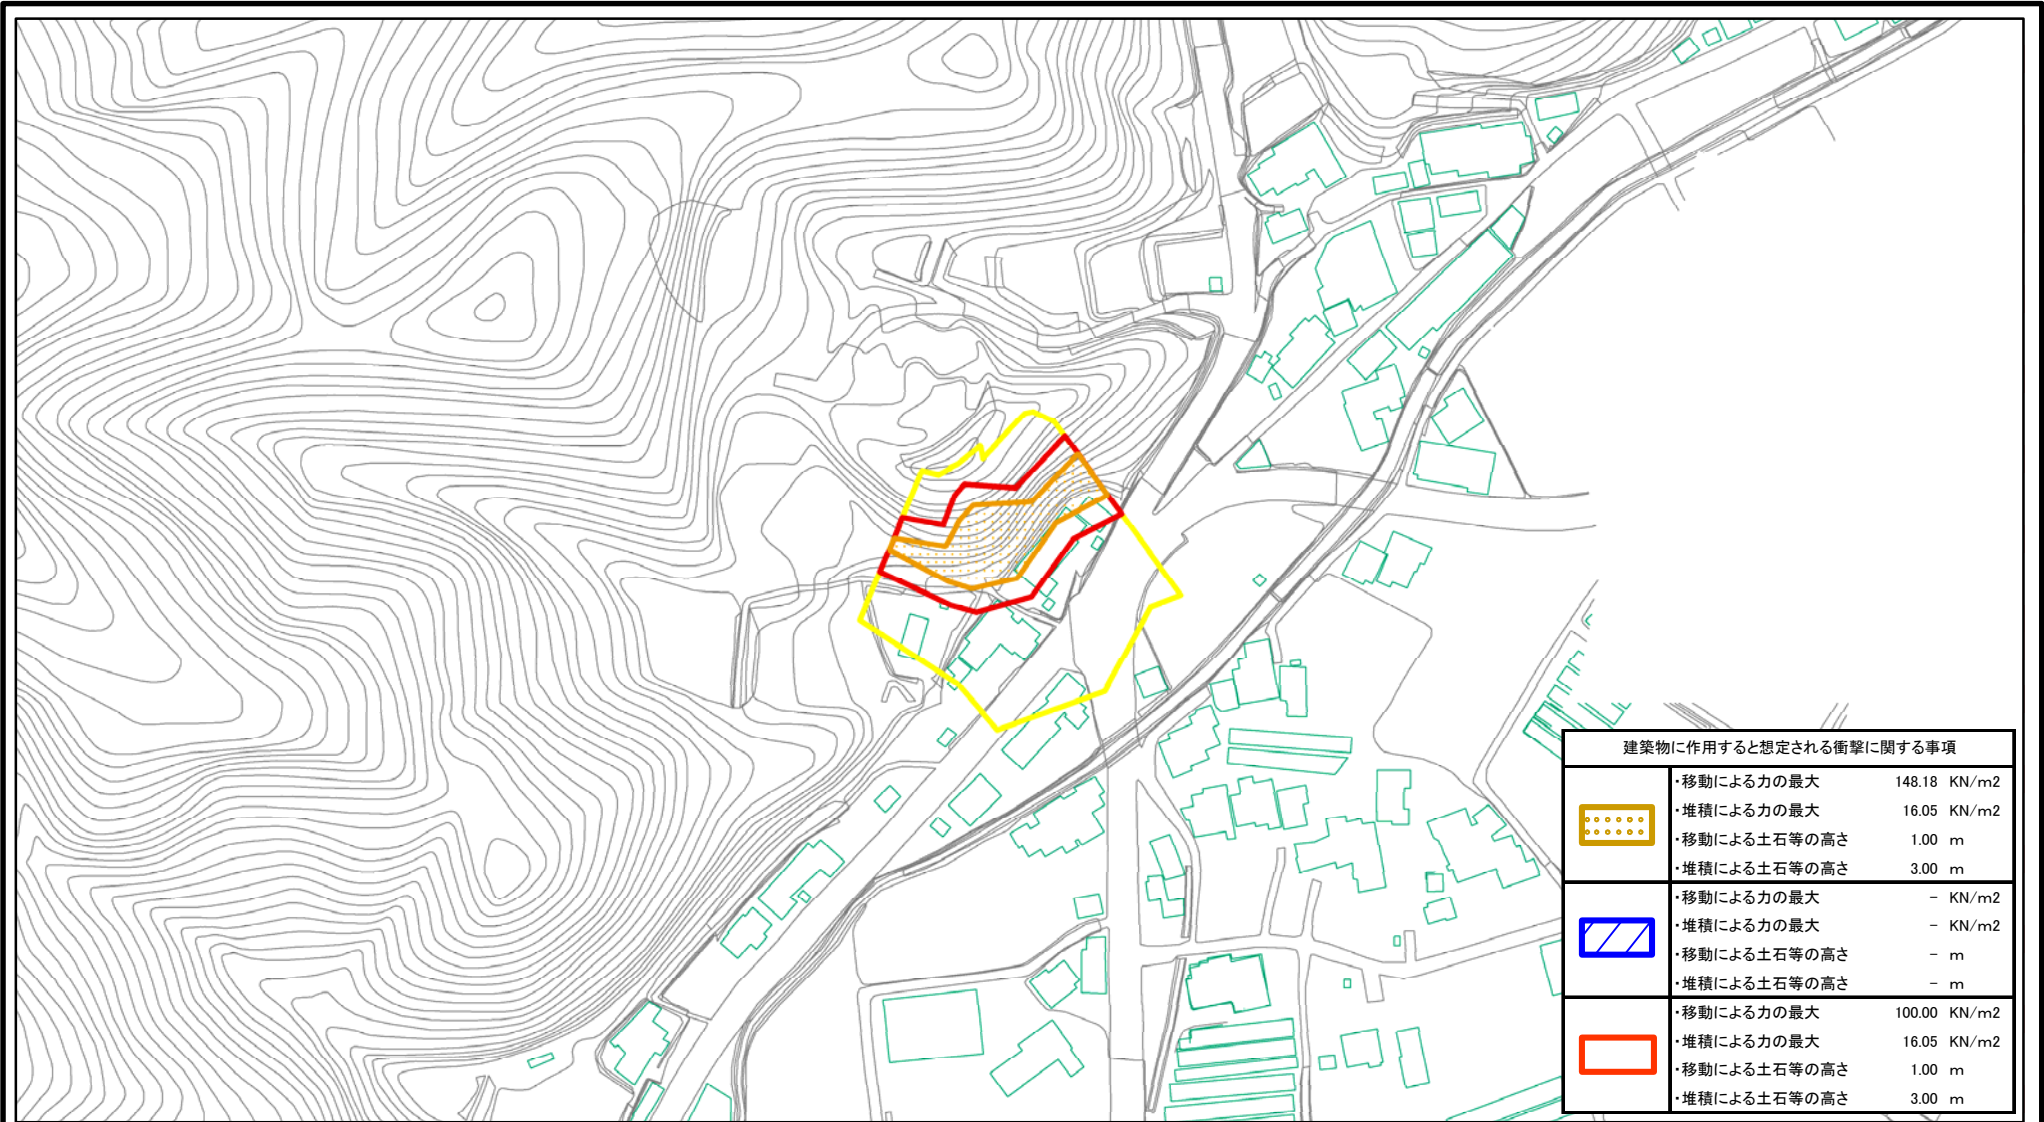 建築物に作用すると想定される衝撃に関する事項
・移動による力の最大 148.18 KN/m2
・堆積による力の最大 16.05 KN/m2
・移動による土石等の高さ 1.00 m
・堆積による土石等の高さ 3.00 m
・移動による力の最大 - KN/m2
・堆積による力の最大 - KN/m2
・移動による土石等の高さ - m
・堆積による土石等の高さ - m
・移動による力の最大 100.00 KN/m2
・堆積による力の最大 16.05 KN/m2
・移動による土石等の高さ 1.00 m
・堆積による土石等の高さ 3.00 m